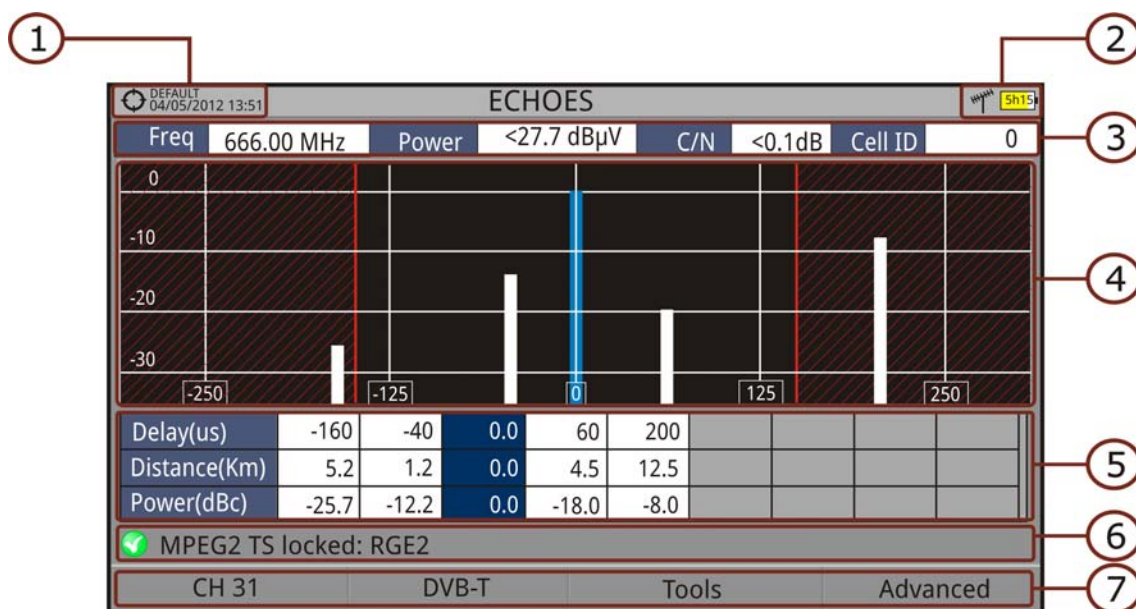 1
2
DEFAULT
04/05/2012 13:51
ECHOES
5h15
Freq 666.00 MHz Power <27.7 dBµV C/N <0.1dB Cell ID 0
3
0
-10
-20
-30
4
-250 -125 0 125 250
Delay(us) -160 -40 0.0 60 200
Distance(Km) 5.2 1.2 0.0 4.5 12.5
Power(dBc) -25.7 -12.2 0.0 -18.0 -8.0
5
MPEG2 TS locked: RGE2
6
CH 31 DVB-T Tools Advanced
7